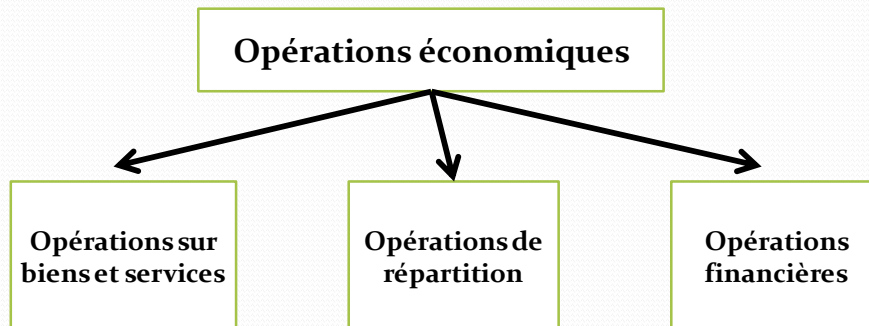 Opérations économiques
Opérations sur
biens et services
Opérations de
répartition
Opérations
financières